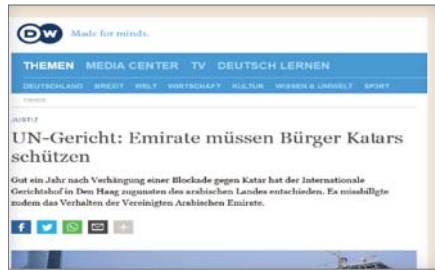 DW Made for minds.
THEMEN MEDIA CENTER TV DEUTSCH LERNEN
DEUTSCHLAND BREXIT WELT WIRTSCHAFT KULTUR WISSEN & UMWELT SPORT
THEMEN
JUSTIZ
UN-Gericht: Emirate müssen Bürger Katars
schützen
Gut ein Jahr nach Verhängung einer Blockade gegen Katar hat der Internationale
Gerichtshof in Den Haag zugunsten des arabischen Landes entschieden. Es missbilligte
zudem das Verhalten der Vereinigten Arabischen Emirate.